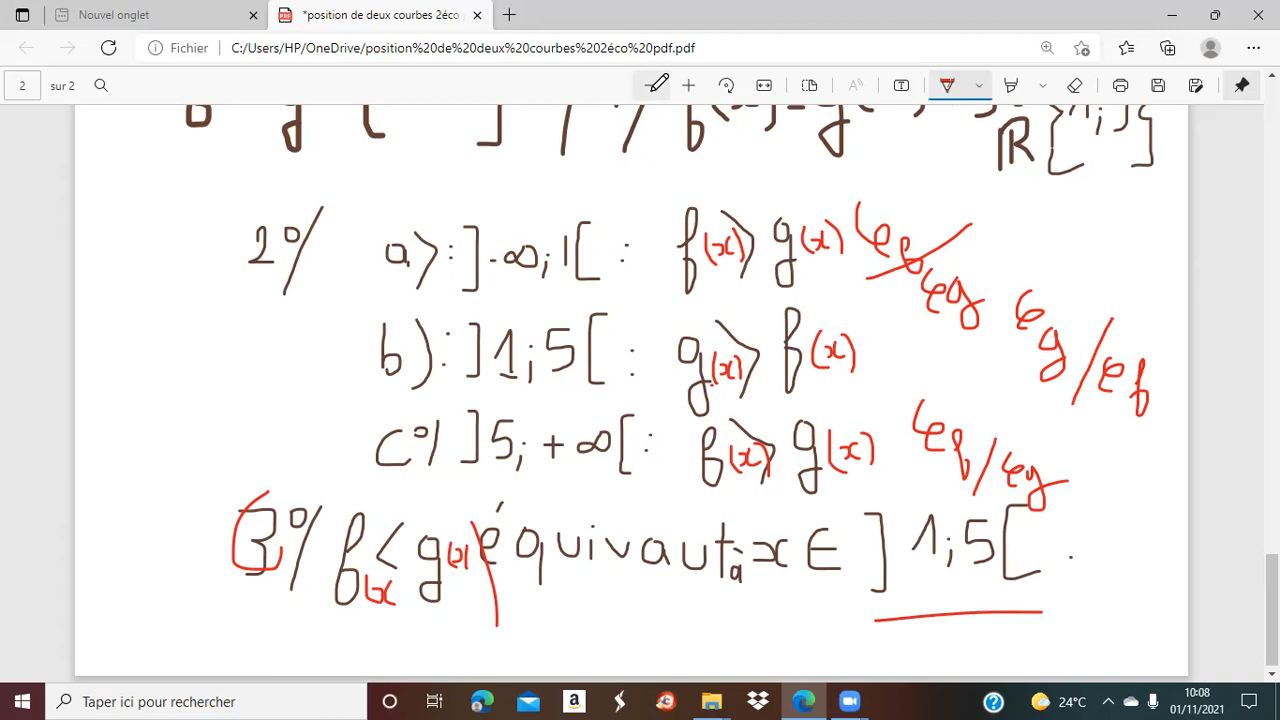 Nouvel onglet
*position de deux courbes 2éco
Fichier
C:/Users/HP/OneDrive/position%20de%20deux%20courbes%202éco%20pdf.pdf
2 sur 2
ℝ
2°/ a) : ]-∞; 1[ : f(x) > g(x) 𝒞f / 𝒞g
b) : ]1; 5[ : g(x) > f(x) 𝒞g / 𝒞f
c°/ ]5; +∞[ : f(x) > g(x) 𝒞f / 𝒞g
3°/ f(x) < g(x) équivaut à x ∈ ]1; 5[ .
Taper ici pour rechercher
24°C
10:08
01/11/2021